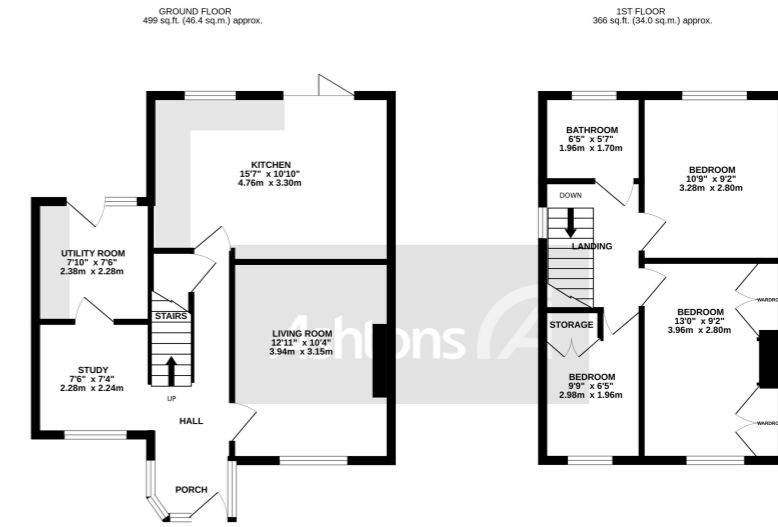 GROUND FLOOR
499 sq.ft. (46.4 sq.m.) approx.
1ST FLOOR
366 sq.ft. (34.0 sq.m.) approx.
KITCHEN
15'7" x 10'10"
4.76m x 3.30m
UTILITY ROOM
7'10" x 7'6"
2.38m x 2.28m
STAIRS
LIVING ROOM
12'11" x 10'4"
3.94m x 3.15m
STUDY
7'6" x 7'4"
2.28m x 2.24m
UP
HALL
PORCH
Ashtons
BATHROOM
6'5" x 5'7"
1.96m x 1.70m
BEDROOM
10'9" x 9'2"
3.28m x 2.80m
DOWN
LANDING
WARDRO
BEDROOM
13'0" x 9'2"
3.96m x 2.80m
STORAGE
BEDROOM
9'9" x 6'5"
2.98m x 1.96m
WARDRO